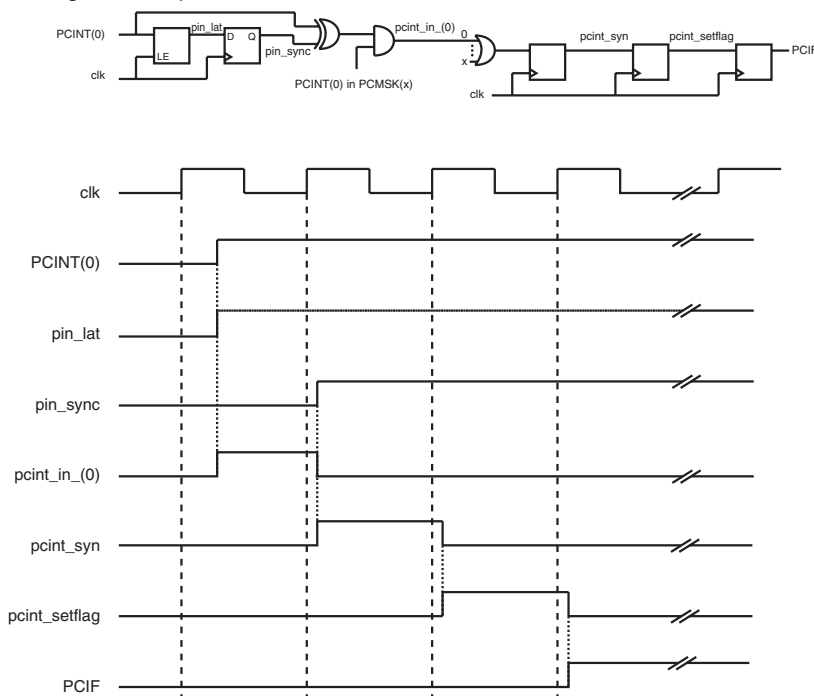 PCINT(0)
pin_lat
D Q
LE
pin_sync
clk
PCINT(0) in PCMSK(x)
pcint_in_(0)
0
x
clk
pcint_syn
pcint_setflag
PCIF
clk
PCINT(0)
pin_lat
pin_sync
pcint_in_(0)
pcint_syn
pcint_setflag
PCIF